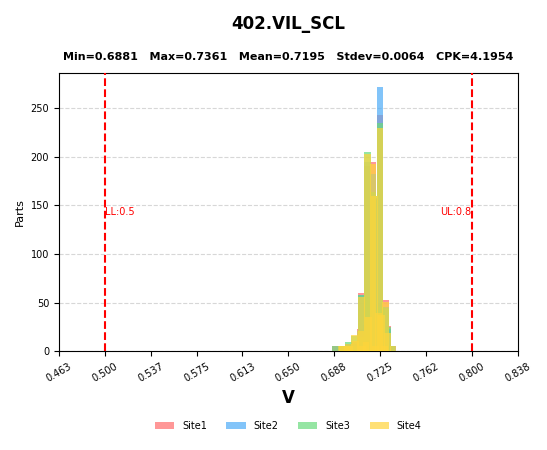 402.VIL_SCL
Min=0.6881 Max=0.7361 Mean=0.7195 Stdev=0.0064 CPK=4.1954
Parts
250
200
150
100
50
0
LL:0.5
UL:0.8
0.463 0.500 0.537 0.575 0.613 0.650 0.688 0.725 0.762 0.800 0.838
V
Site1 Site2 Site3 Site4